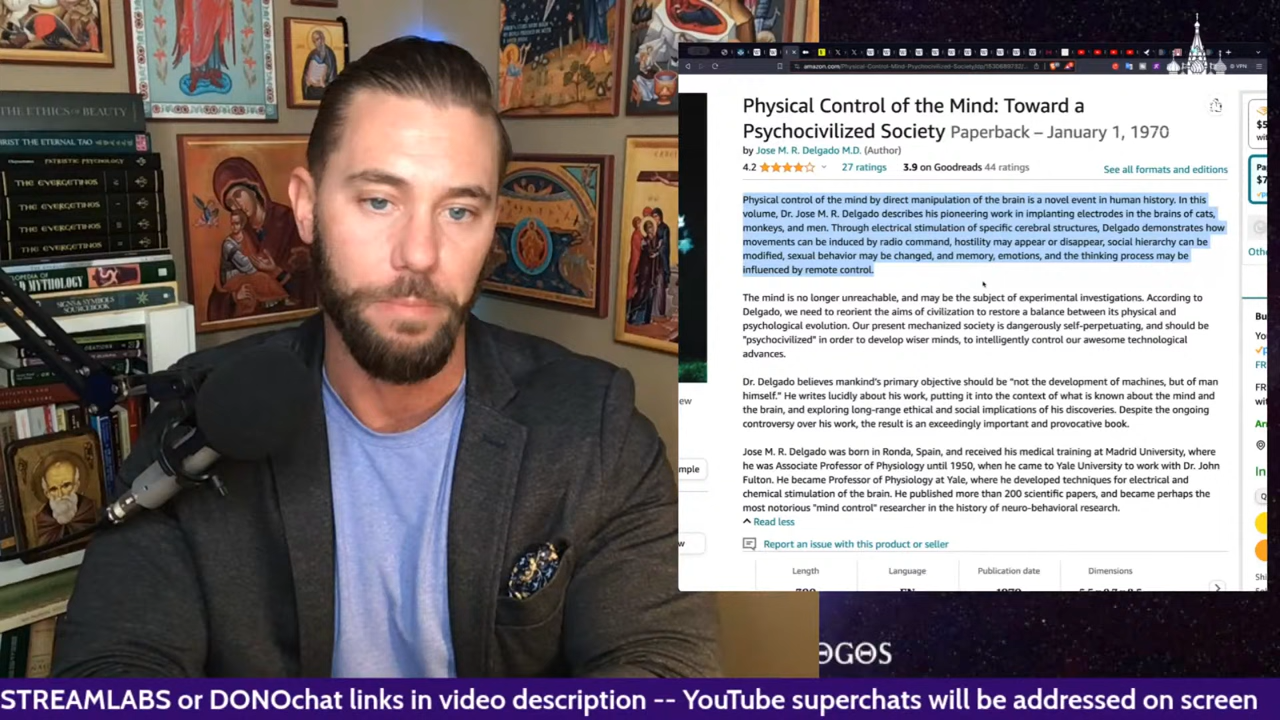 THE ETHICS OF BEAUTY
CHRIST THE ETERNAL TAO
PATRISTIC PSYCHOLOGY
THE EVERGETINOS
THE EVERGETINOS
THE EVERGETINOS
THE EVERGETINOS
MYTHOLOGY
SIGNS & SYMBOLS
SOURCEBOOK
Physical Control of the Mind: Toward a
Psychocivilized Society Paperback – January 1, 1970
by Jose M. R. Delgado M.D. (Author)
4.2 27 ratings 3.9 on Goodreads 44 ratings
See all formats and editions
Physical control of the mind by direct manipulation of the brain is a novel event in human history. In this
volume, Dr. Jose M. R. Delgado describes his pioneering work in implanting electrodes in the brains of cats,
monkeys, and men. Through electrical stimulation of specific cerebral structures, Delgado demonstrates how
movements can be induced by radio command, hostility may appear or disappear, social hierarchy can be
modified, sexual behavior may be changed, and memory, emotions, and the thinking process may be
influenced by remote control.
The mind is no longer unreachable, and may be the subject of experimental investigations. According to
Delgado, we need to reorient the aims of civilization to restore a balance between its physical and
psychological evolution. Our present mechanized society is dangerously self-perpetuating, and should be
"psychocivilized" in order to develop wiser minds, to intelligently control our awesome technological
advances.
Dr. Delgado believes mankind's primary objective should be "not the development of machines, but of man
himself." He writes lucidly about his work, putting it into the context of what is known about the mind and
the brain, and exploring long-range ethical and social implications of his discoveries. Despite the ongoing
controversy over his work, the result is an exceedingly important and provocative book.
Jose M. R. Delgado was born in Ronda, Spain, and received his medical training at Madrid University, where
he was Associate Professor of Physiology until 1950, when he came to Yale University to work with Dr. John
Fulton. He became Professor of Physiology at Yale, where he developed techniques for electrical and
chemical stimulation of the brain. He published more than 200 scientific papers, and became perhaps the
most notorious "mind control" researcher in the history of neuro-behavioral research.
Read less
Report an issue with this product or seller
Length Language Publication date Dimensions
OGOS
STREAMLABS or DONOchat links in video description -- YouTube superchats will be addressed on screen